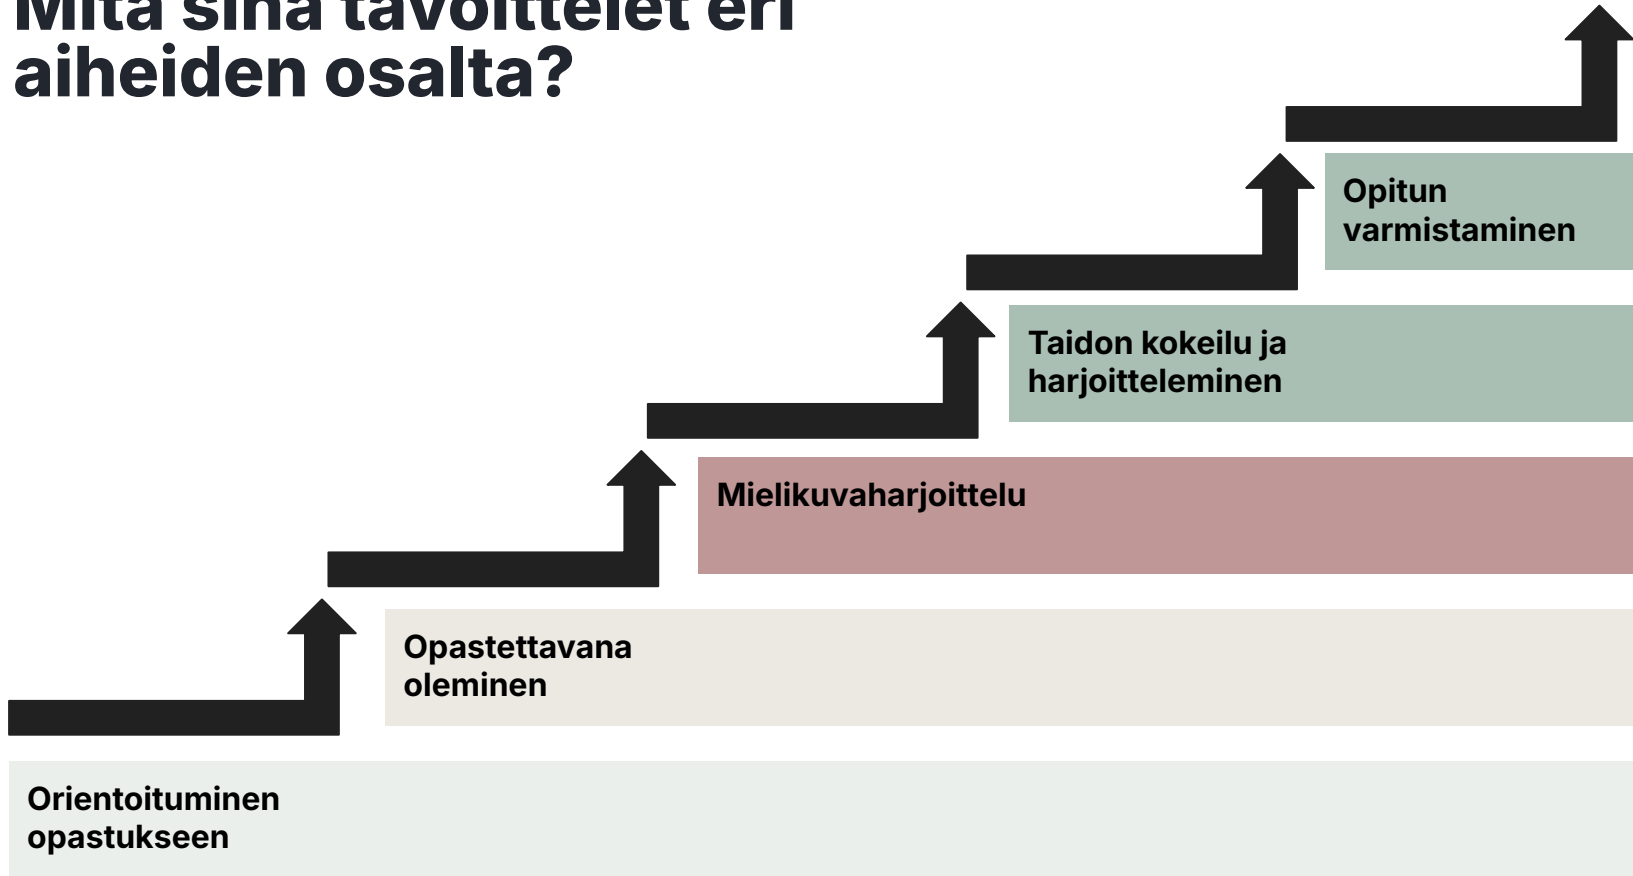 Mitä sinä tavoittelet eri
aiheiden osalta?
Opitun
varmistaminen
Taidon kokeilu ja
harjoitteleminen
Mielikuvaharjoittelu
Opastettavana
oleminen
Orientoituminen
opastukseen